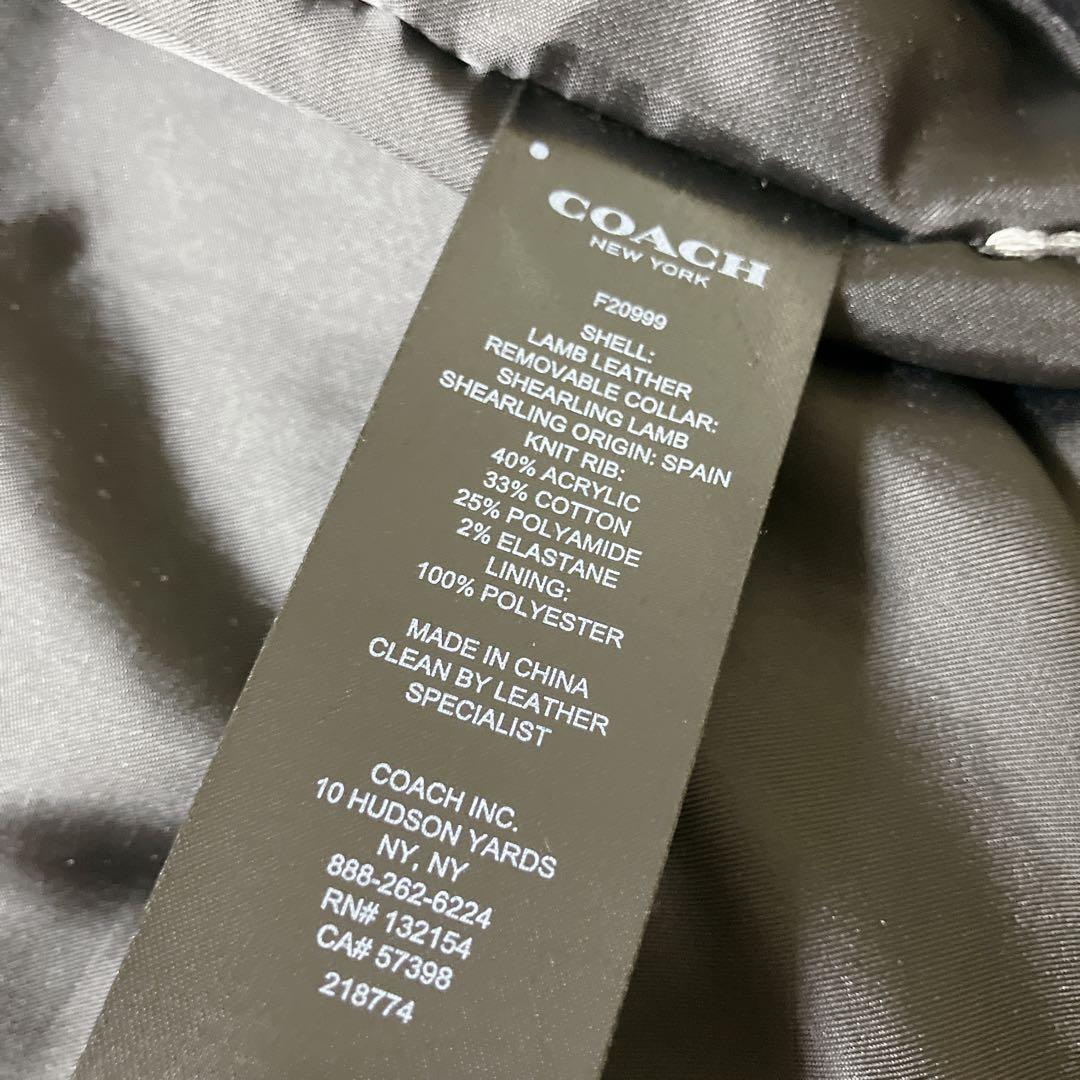 COACH
NEW YORK
F20999
SHELL:
LAMB LEATHER
REMOVABLE COLLAR:
SHEARLING LAMB
SHEARLING ORIGIN: SPAIN
KNIT RIB:
40% ACRYLIC
33% COTTON
25% POLYAMIDE
2% ELASTANE
LINING:
100% POLYESTER
MADE IN CHINA
CLEAN BY LEATHER
SPECIALIST
COACH INC.
10 HUDSON YARDS
NY, NY
888-262-6224
RN# 132154
CA# 57398
218774